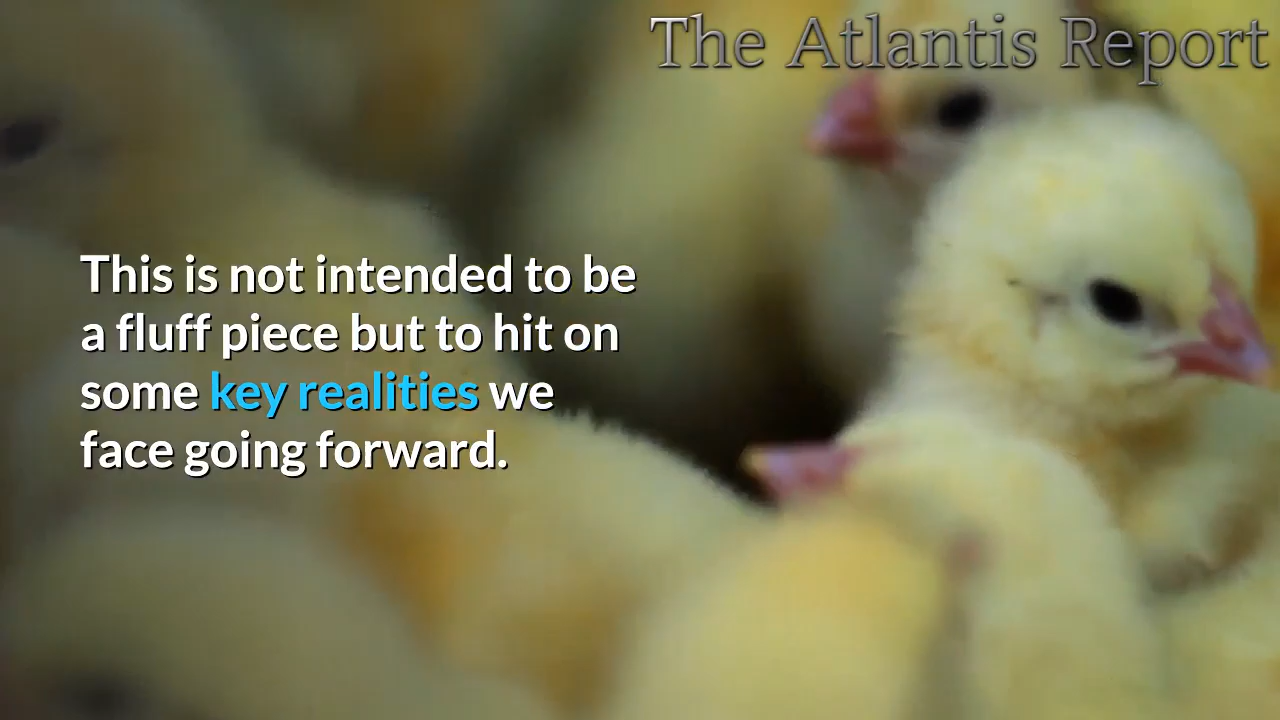 The Atlantis Report
This is not intended to be
a fluff piece but to hit on
some key realities we
face going forward.